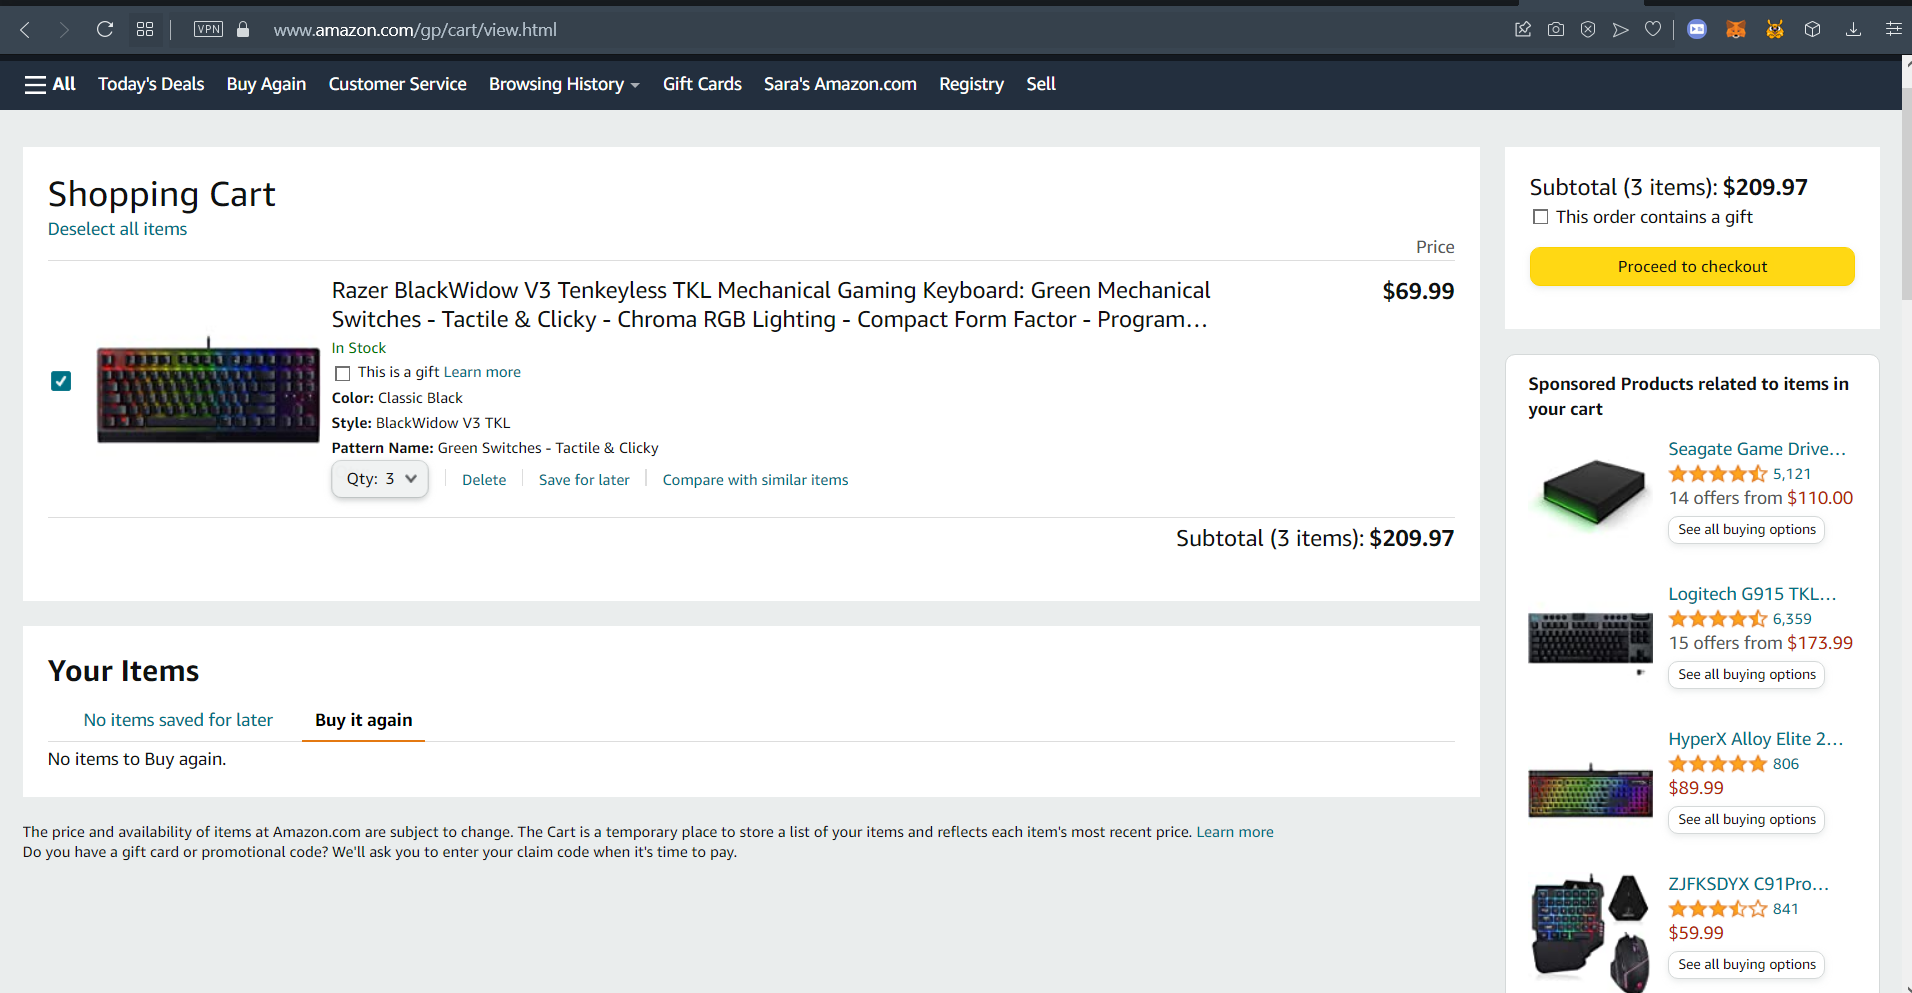 VPN www.amazon.com/gp/cart/view.html
All Today's Deals Buy Again Customer Service Browsing History Gift Cards Sara's Amazon.com Registry Sell
Shopping Cart
Deselect all items
Price
Razer BlackWidow V3 Tenkeyless TKL Mechanical Gaming Keyboard: Green Mechanical
Switches - Tactile & Clicky - Chroma RGB Lighting - Compact Form Factor - Program…
$69.99
In Stock
This is a gift Learn more
Color: Classic Black
Style: BlackWidow V3 TKL
Pattern Name: Green Switches - Tactile & Clicky
Qty: 3 Delete Save for later Compare with similar items
Subtotal (3 items): $209.97
Your Items
No items saved for later Buy it again
No items to Buy again.
The price and availability of items at Amazon.com are subject to change. The Cart is a temporary place to store a list of your items and reflects each item's most recent price. Learn more
Do you have a gift card or promotional code? We'll ask you to enter your claim code when it's time to pay.
Subtotal (3 items): $209.97
This order contains a gift
Proceed to checkout
Sponsored Products related to items in
your cart
Seagate Game Drive…
5,121
14 offers from $110.00
See all buying options
Logitech G915 TKL…
6,359
15 offers from $173.99
See all buying options
HyperX Alloy Elite 2…
806
$89.99
See all buying options
ZJFKSDYX C91Pro…
841
$59.99
See all buying options